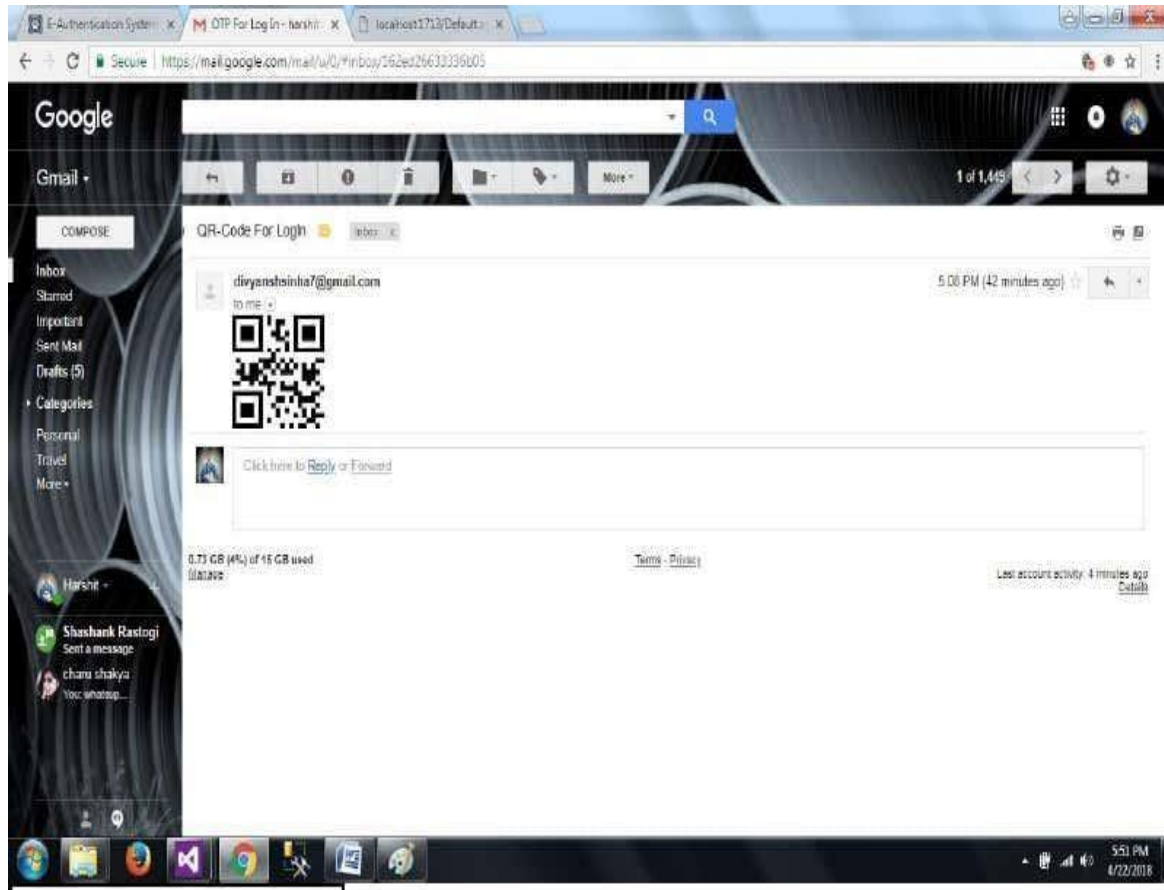 E-Authentication System
OTP For Log In - harshit
localhost:1713/Default.a
Secure
https://mail.google.com/mail/u/0/#inbox/162ed26633336b05
Google
Gmail
More
1 of 1,449
COMPOSE
QR-Code For LogIn
Inbox x
Inbox
Starred
Important
Sent Mail
Drafts (5)
Categories
Personal
Travel
More
divyanshsinha7@gmail.com
to me
5:08 PM (42 minutes ago)
Click here to Reply or Forward
0.73 GB (4%) of 15 GB used
Manage
Terms - Privacy
Last account activity: 4 minutes ago
Details
Harshit
Shashank Rastogi
Sent a message
charu shakya
You: whatsup...
5:51 PM
4/22/2018